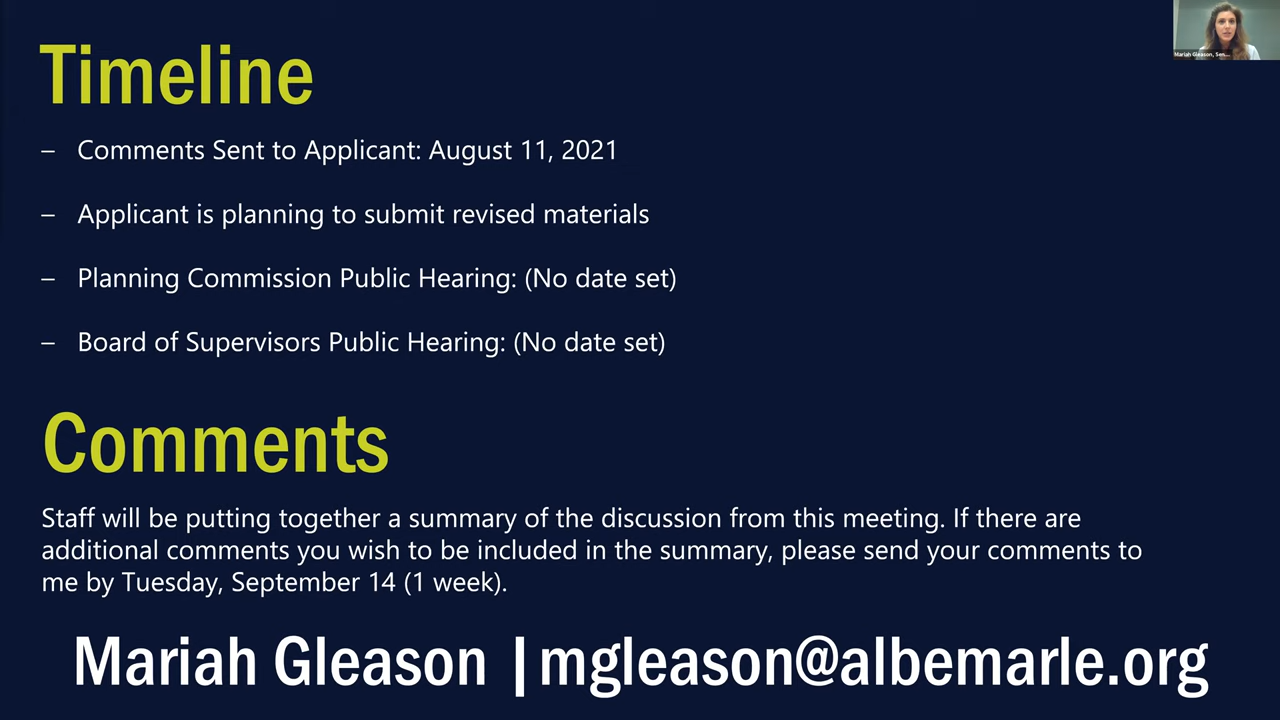 Mariah Gleason, Sen...
Timeline
– Comments Sent to Applicant: August 11, 2021
– Applicant is planning to submit revised materials
– Planning Commission Public Hearing: (No date set)
– Board of Supervisors Public Hearing: (No date set)
Comments
Staff will be putting together a summary of the discussion from this meeting. If there are
additional comments you wish to be included in the summary, please send your comments to
me by Tuesday, September 14 (1 week).
Mariah Gleason | mgleason@albemarle.org